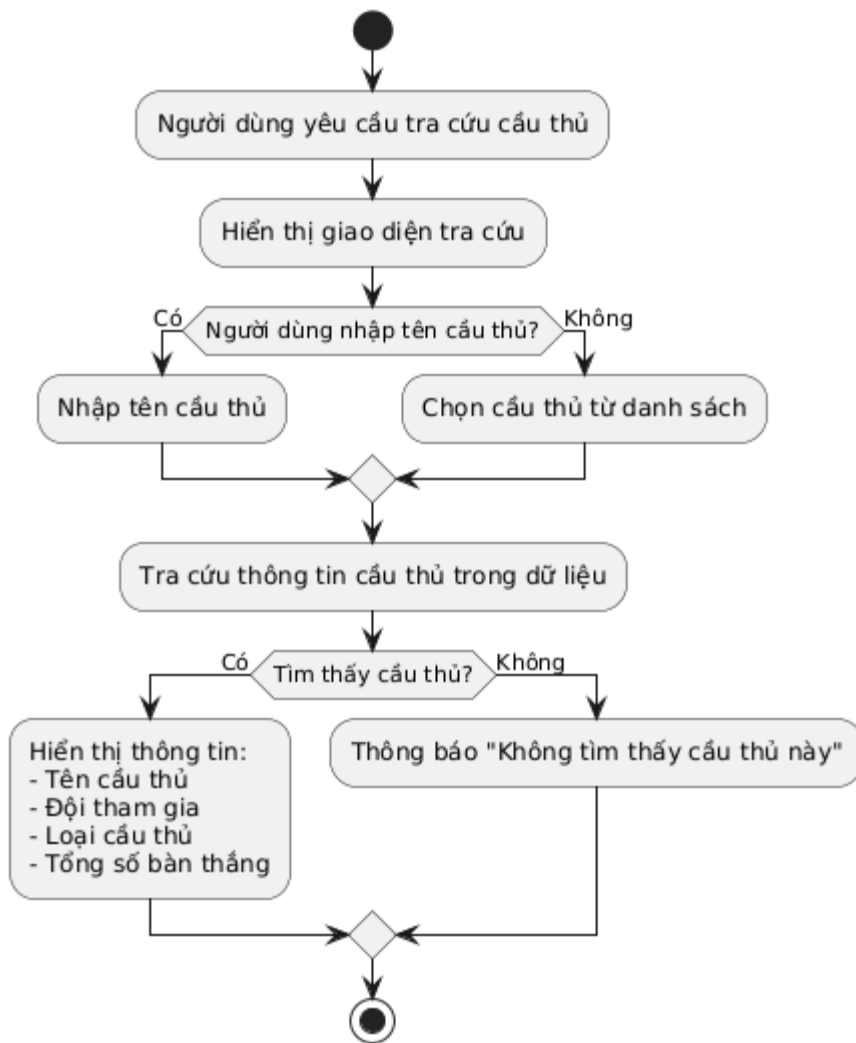 Người dùng yêu cầu tra cứu cầu thủ
Hiển thị giao diện tra cứu
Có
Người dùng nhập tên cầu thủ?
Không
Nhập tên cầu thủ
Chọn cầu thủ từ danh sách
Tra cứu thông tin cầu thủ trong dữ liệu
Có
Tìm thấy cầu thủ?
Không
Hiển thị thông tin:
- Tên cầu thủ
- Đội tham gia
- Loại cầu thủ
- Tổng số bàn thắng
Thông báo "Không tìm thấy cầu thủ này"